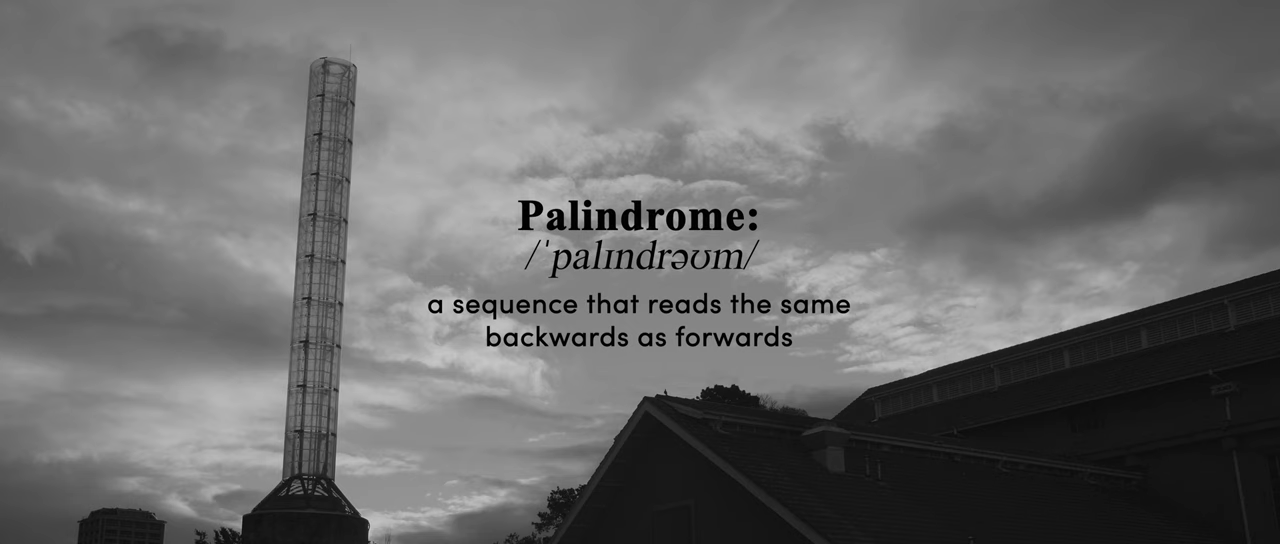 Palindrome:
/ˈpalɪndrəʊm/
a sequence that reads the same
backwards as forwards